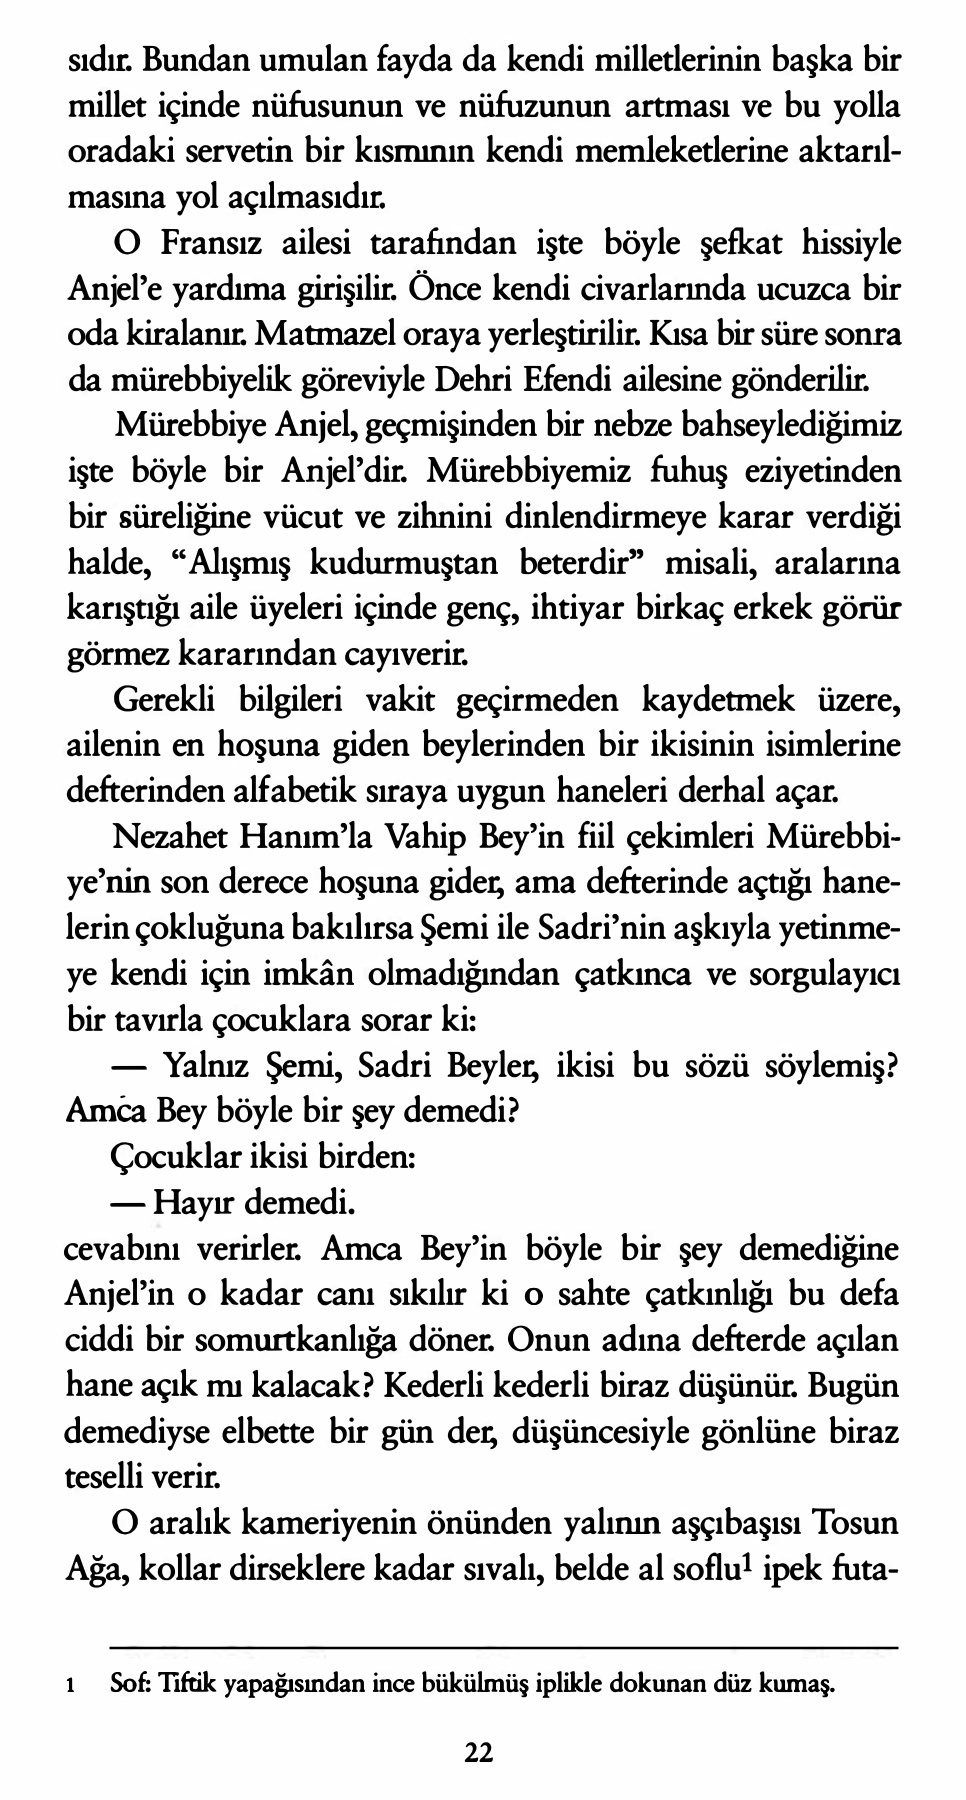 sıdır. Bundan umulan fayda da kendi milletlerinin başka bir
millet içinde nüfusunun ve nüfuzunun artması ve bu yolla
oradaki servetin bir kısmının kendi memleketlerine aktarıl-
masına yol açılmasıdır.
O Fransız ailesi tarafından işte böyle şefkat hissiyle
Anjel’e yardıma girişilir. Önce kendi civarlarında ucuzca bir
oda kiralanır. Matmazel oraya yerleştirilir. Kısa bir süre sonra
da mürebbiyelik göreviyle Dehri Efendi ailesine gönderilir.
Mürebbiye Anjel, geçmişinden bir nebze bahseylediğimiz
işte böyle bir Anjel’dir. Mürebbiyemiz fuhuş eziyetinden
bir süreliğine vücut ve zihnini dinlendirmeye karar verdiği
halde, “Alışmış kudurmuştan beterdir” misali, aralarına
karıştığı aile üyeleri içinde genç, ihtiyar birkaç erkek görür
görmez kararından cayıverir.
Gerekli bilgileri vakit geçirmeden kaydetmek üzere,
ailenin en hoşuna giden beylerinden bir ikisinin isimlerine
defterinden alfabetik sıraya uygun haneleri derhal açar.
Nezahet Hanım’la Vahip Bey’in fiil çekimleri Mürebbi-
ye’nin son derece hoşuna gider, ama defterinde açtığı hane-
lerin çokluğuna bakılırsa Şemi ile Sadri’nin aşkıyla yetinme-
ye kendi için imkân olmadığından çatkınca ve sorgulayıcı
bir tavırla çocuklara sorar ki:
— Yalnız Şemi, Sadri Beyler, ikisi bu sözü söylemiş?
Amca Bey böyle bir şey demedi?
Çocuklar ikisi birden:
— Hayır demedi.
cevabını verirler. Amca Bey’in böyle bir şey demediğine
Anjel’in o kadar canı sıkılır ki o sahte çatkınlığı bu defa
ciddi bir somurtkanlığa döner. Onun adına defterde açılan
hane açık mı kalacak? Kederli kederli biraz düşünür. Bugün
demediyse elbette bir gün der, düşüncesiyle gönlüne biraz
teselli verir.
O aralık kameriyenin önünden yalının aşçıbaşısı Tosun
Ağa, kollar dirseklere kadar sıvalı, belde al soflu¹ ipek futa-
1 Sof: Tiftik yapağısından ince bükülmüş iplikle dokunan düz kumaş.
22